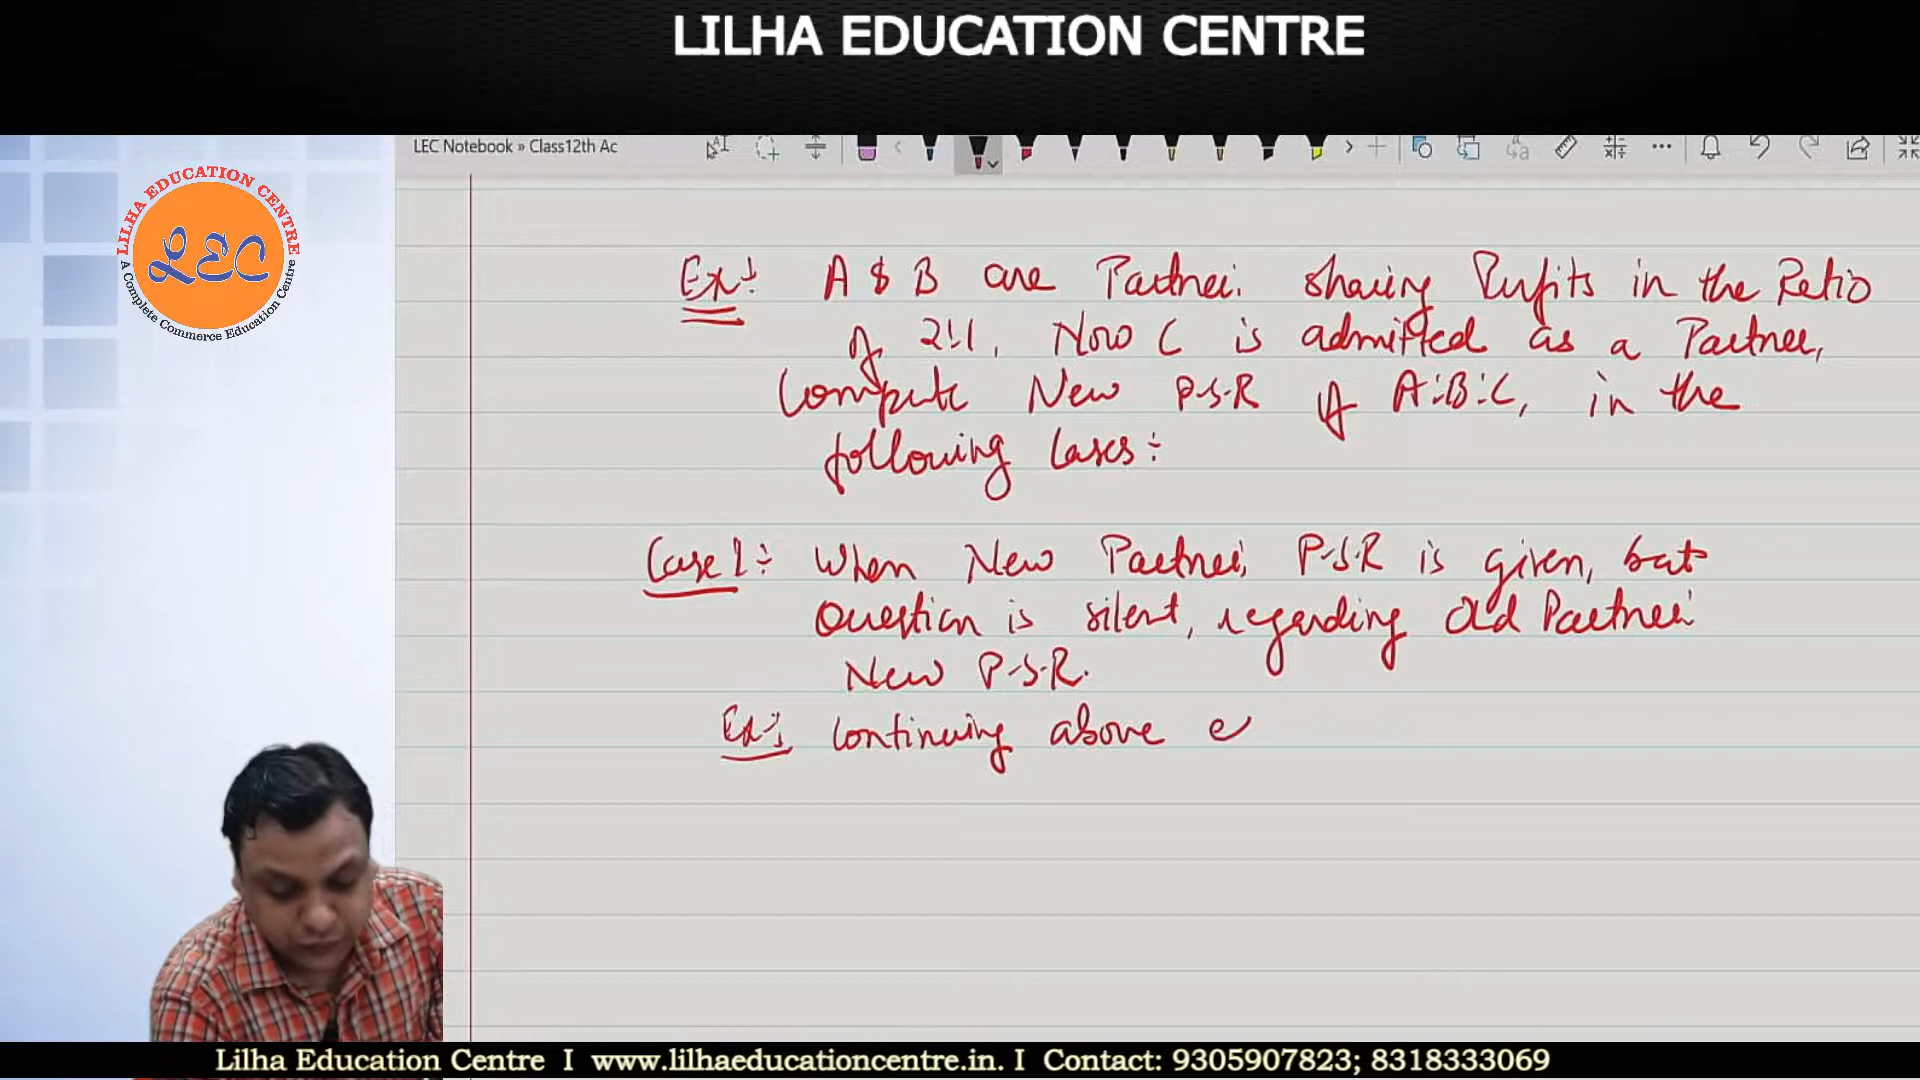 LILHA EDUCATION CENTRE
LEC Notebook » Class12th Ac
LILHA EDUCATION CENTRE
LEC
A Complete Commerce Education Centre
Ex:- A & B are Partner sharing Profits in the Ratio
of 2:1, Now C is admitted as a Partner,
Compute New P.S.R of A:B:C, in the
following Cases:-
Case 1:- When New Partner's P.S.R is given, but
Question is silent, regarding Old Partner's
New P.S.R.
Ex:- Continuing above e
Lilha Education Centre I www.lilhaeducationcentre.in. I Contact: 9305907823; 8318333069